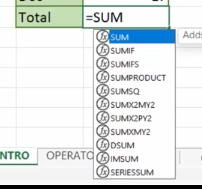 Total =SUM
SUM Adds
SUMIF
SUMIFS
SUMPRODUCT
SUMSQ
SUMX2MY2
SUMX2PY2
SUMXMY2
DSUM
IMSUM
SERIESSUM
NTRO OPERATO